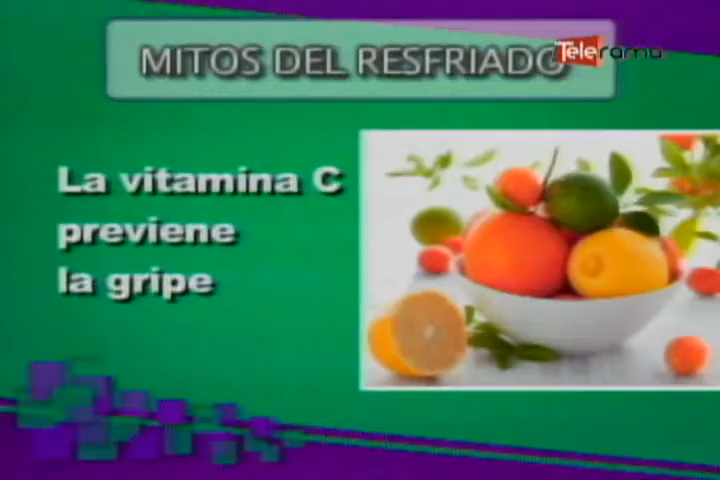 MITOS DEL RESFRIADO
Telerama
La vitamina C
previene
la gripe